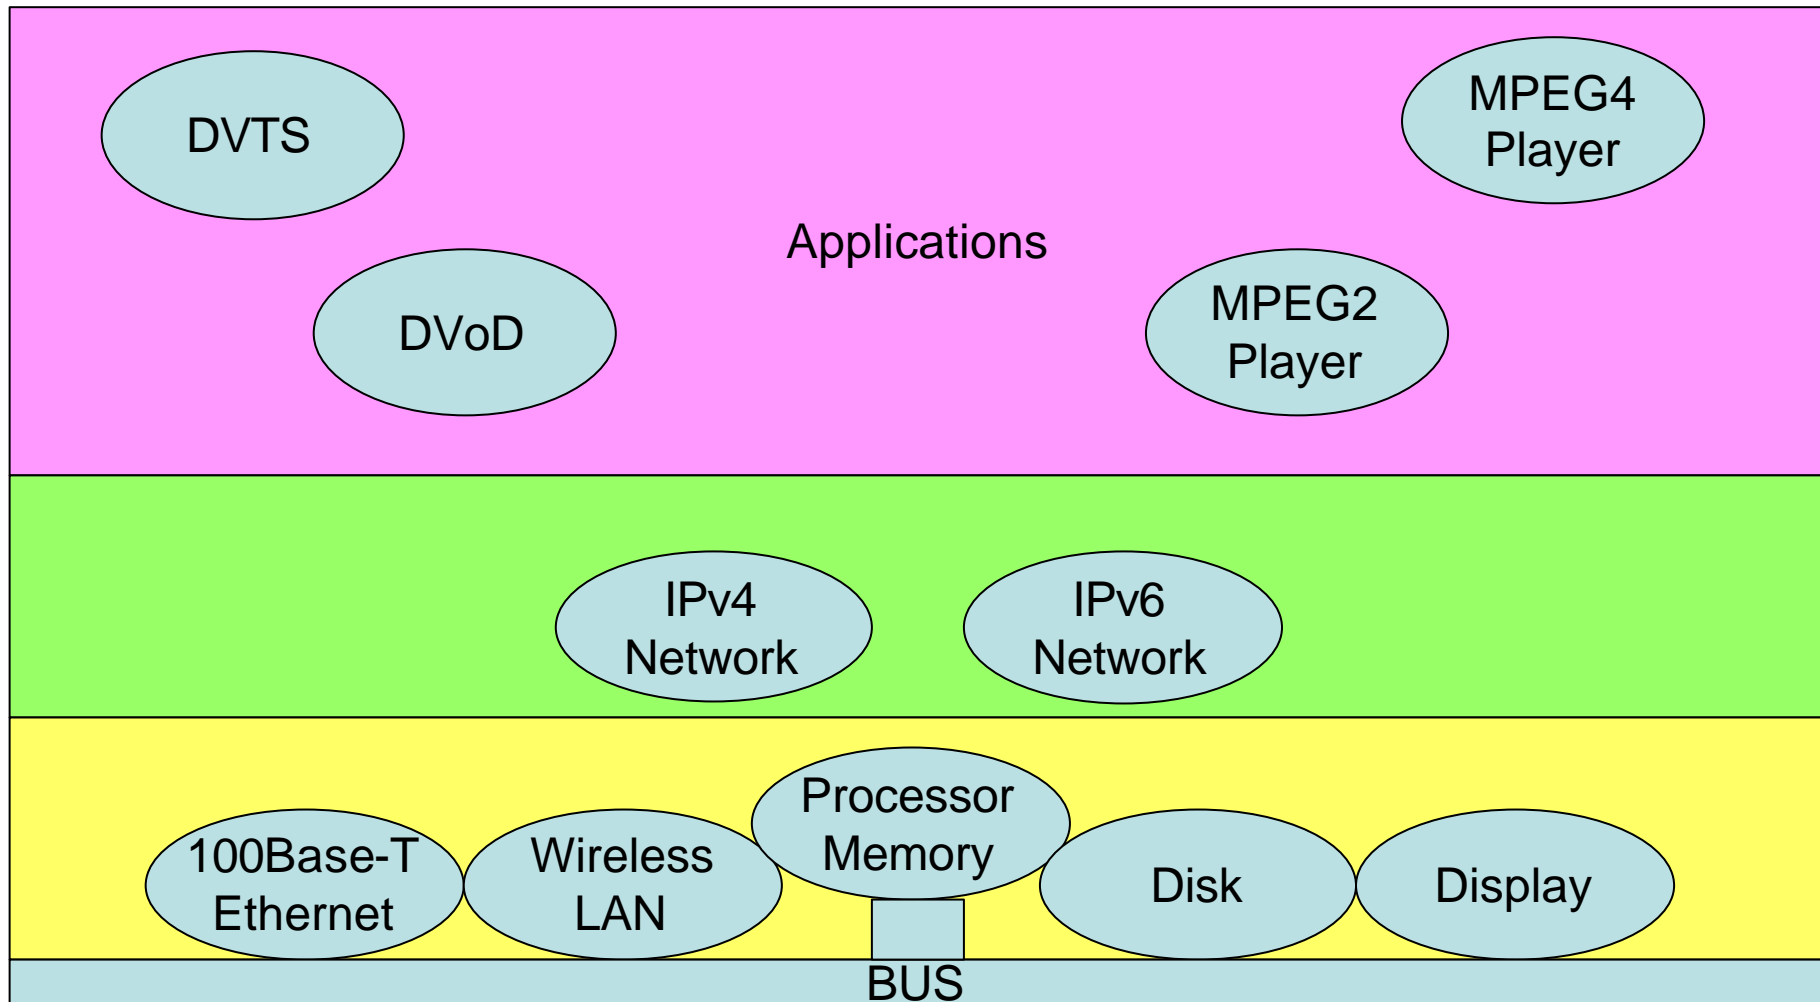 DVTS
MPEG4
Player
Applications
DVoD
MPEG2
Player
IPv4
Network
IPv6
Network
100Base-T
Ethernet
Wireless
LAN
Processor
Memory
Disk
Display
BUS